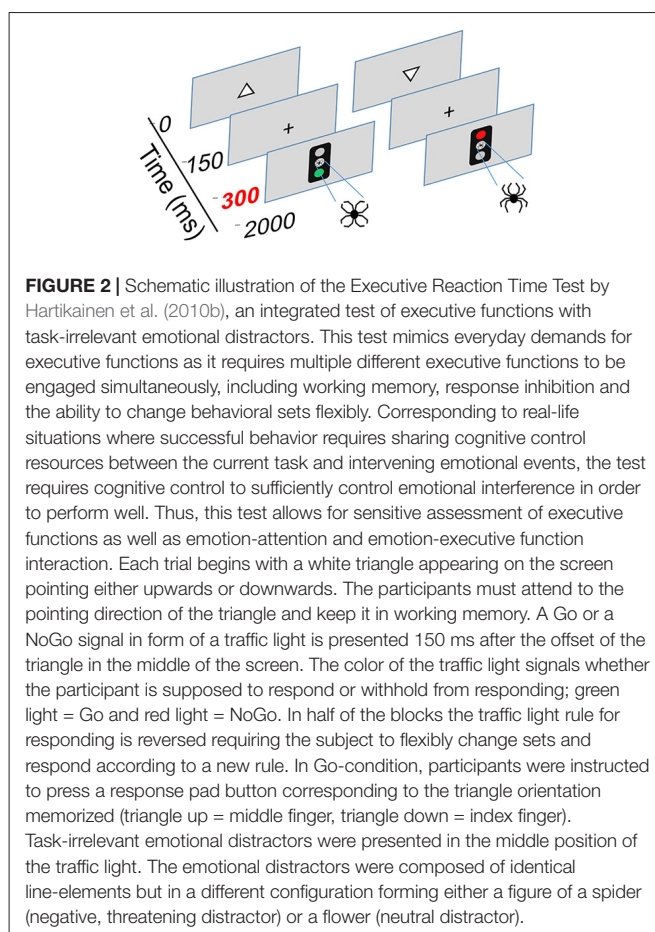 0
150
300
2000
Time (ms)
FIGURE 2 | Schematic illustration of the Executive Reaction Time Test by
Hartikainen et al. (2010b), an integrated test of executive functions with
task-irrelevant emotional distractors. This test mimics everyday demands for
executive functions as it requires multiple different executive functions to be
engaged simultaneously, including working memory, response inhibition and
the ability to change behavioral sets flexibly. Corresponding to real-life
situations where successful behavior requires sharing cognitive control
resources between the current task and intervening emotional events, the test
requires cognitive control to sufficiently control emotional interference in order
to perform well. Thus, this test allows for sensitive assessment of executive
functions as well as emotion-attention and emotion-executive function
interaction. Each trial begins with a white triangle appearing on the screen
pointing either upwards or downwards. The participants must attend to the
pointing direction of the triangle and keep it in working memory. A Go or a
NoGo signal in form of a traffic light is presented 150 ms after the offset of the
triangle in the middle of the screen. The color of the traffic light signals whether
the participant is supposed to respond or withhold from responding; green
light = Go and red light = NoGo. In half of the blocks the traffic light rule for
responding is reversed requiring the subject to flexibly change sets and
respond according to a new rule. In Go-condition, participants were instructed
to press a response pad button corresponding to the triangle orientation
memorized (triangle up = middle finger, triangle down = index finger).
Task-irrelevant emotional distractors were presented in the middle position of
the traffic light. The emotional distractors were composed of identical
line-elements but in a different configuration forming either a figure of a spider
(negative, threatening distractor) or a flower (neutral distractor).